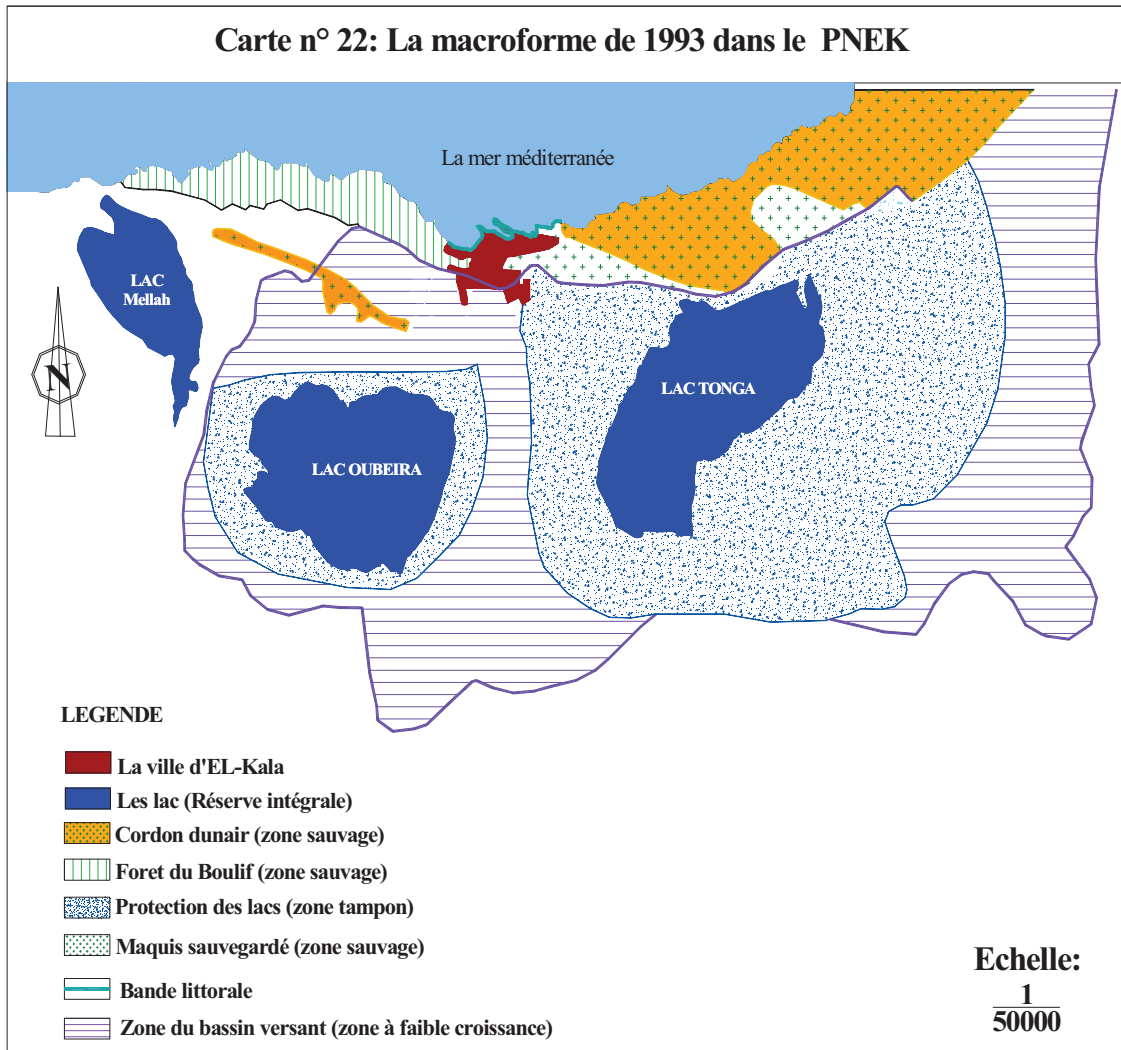 Carte n° 22: La macroforme de 1993 dans le PNEK
La mer méditerranée
LAC
Mellah
N
LAC TONGA
LAC OUBEIRA
LEGENDE
La ville d'EL-Kala
Les lac (Réserve intégrale)
Cordon dunair (zone sauvage)
Foret du Boulif (zone sauvage)
Protection des lacs (zone tampon)
Maquis sauvegardé (zone sauvage)
Bande littorale
Zone du bassin versant (zone à faible croissance)
Echelle:
1
50000